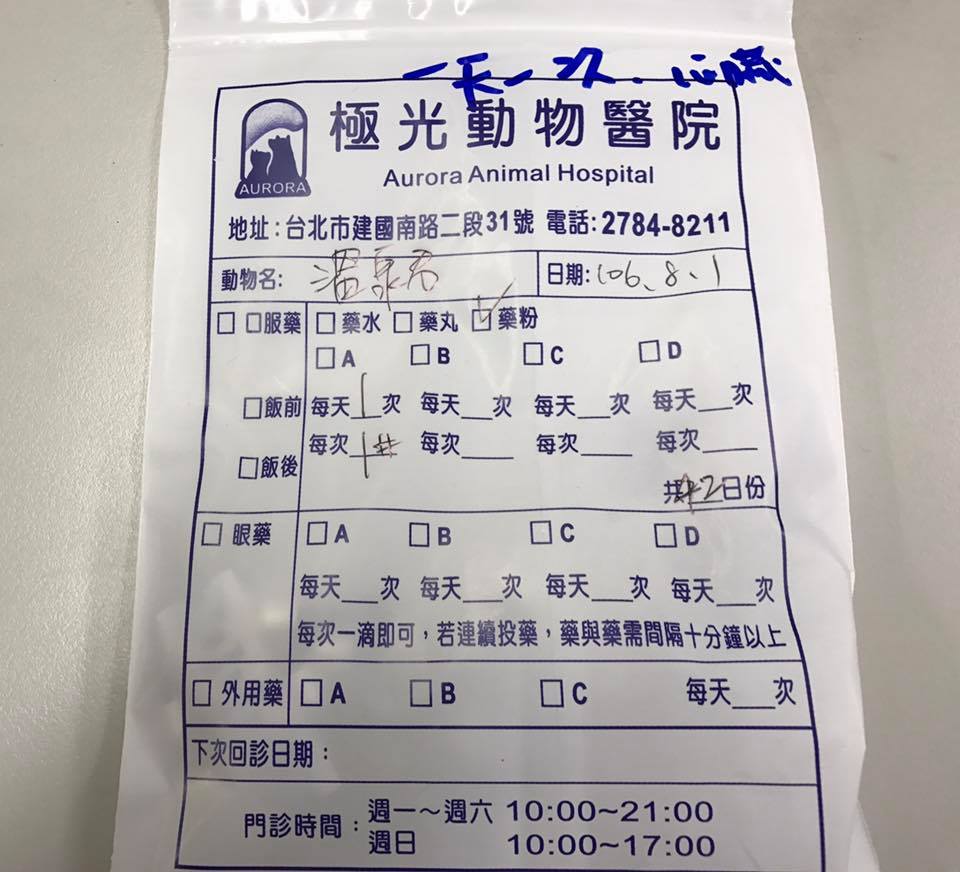 一天一次. 心臟
極光動物醫院
AURORA
Aurora Animal Hospital
地址:台北市建國南路二段31號 電話:2784-8211
動物名: 溫泉君 日期:106.8.1
□ □服藥 □ 藥水 □ 藥丸 ☑ 藥粉
□A □B □C □D
□飯前 每天1次 每天__次 每天__次 每天__次
□飯後 每次1# 每次___ 每次___ 每次___
共 2日份
□ 眼藥 □A □B □C □D
每天__次 每天__次 每天__次 每天__次
每次一滴即可,若連續投藥,藥與藥需間隔十分鐘以上
□ 外用藥 □A □B □C 每天__次
下次回診日期:
門診時間: 週一~週六 10:00~21:00
週日 10:00~17:00